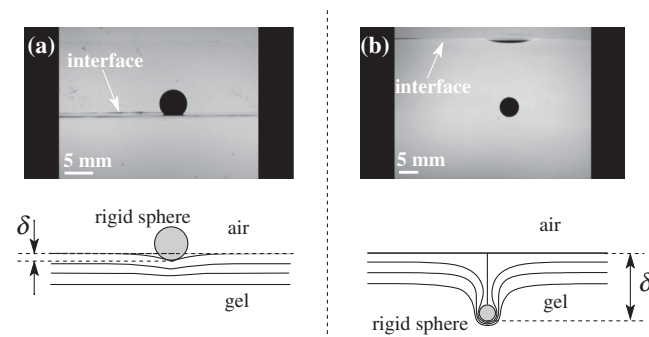 (a)
interface
5 mm
rigid sphere
air
δ
gel
(b)
interface
5 mm
air
δ
gel
rigid sphere